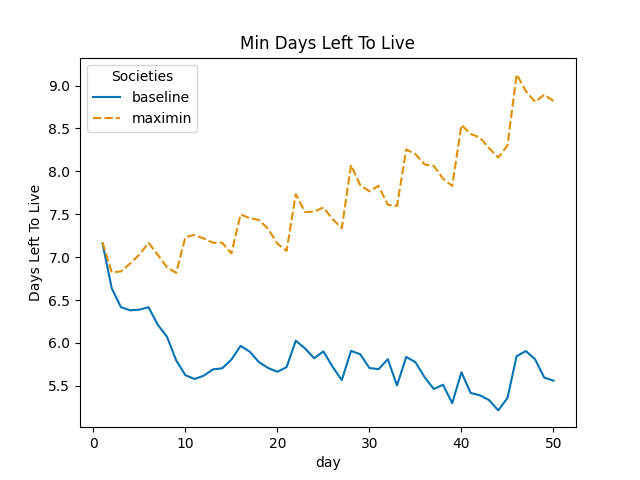 Min Days Left To Live
Societies
baseline
maximin
Days Left To Live
9.0
8.5
8.0
7.5
7.0
6.5
6.0
5.5
0 10 20 30 40 50
day